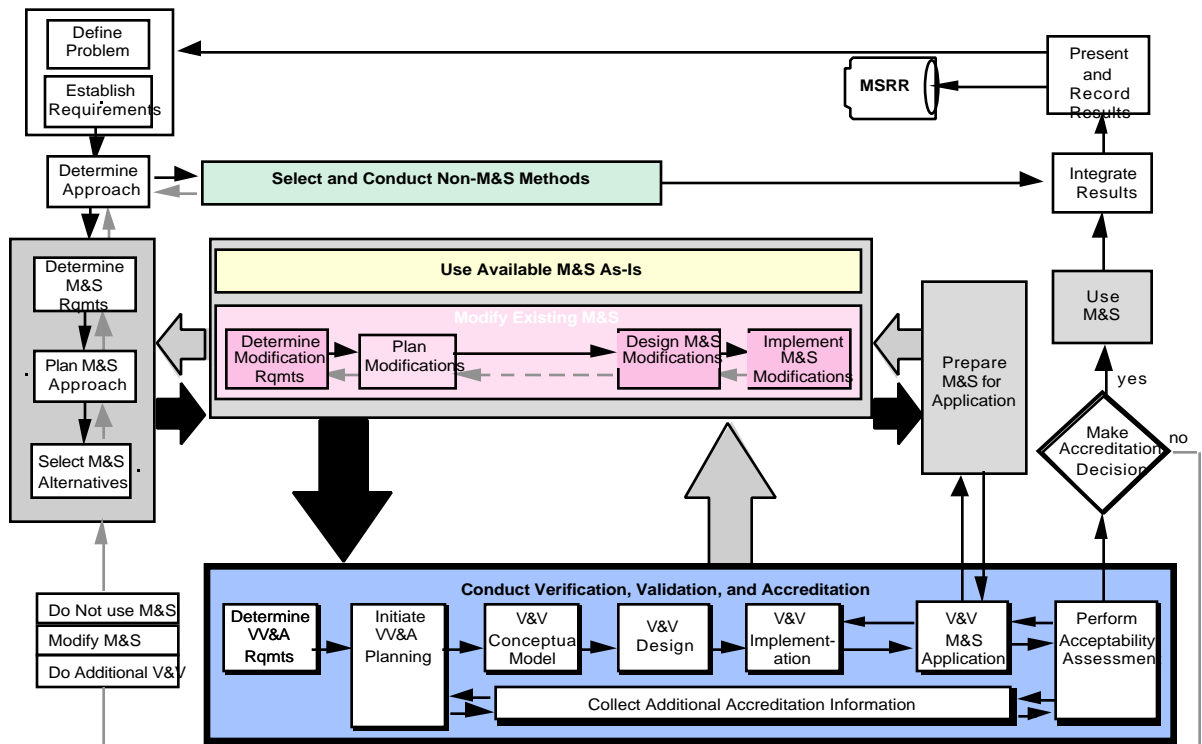 Define
Problem
Establish
Requirements
Determine
Approach
Select and Conduct Non-M&S Methods
MSRR
Present
and
Record
Results
Integrate
Results
Determine
M&S
Rqmts
Plan M&S
Approach
Select M&S
Alternatives
Use Available M&S As-Is
Modify Existing M&S
Determine
Modification
Rqmts
Plan
Modifications
Design M&S
Modifications
Implement
M&S
Modifications
Prepare
M&S for
Application
Use
M&S
yes
Make
Accreditation
Decision
no
Do Not use M&S
Modify M&S
Do Additional V&V
Conduct Verification, Validation, and Accreditation
Determine
VV&A
Rqmts
Initiate
VV&A
Planning
V&V
Conceptua
Model
V&V
Design
V&V
Implement-
ation
V&V
M&S
Application
Perform
Acceptability
Assessmen
Collect Additional Accreditation Information